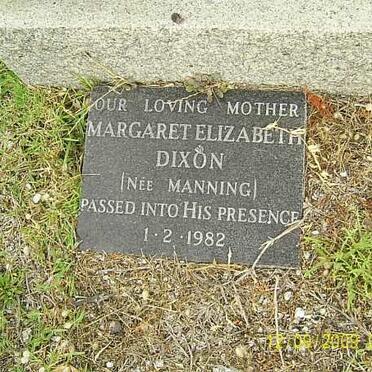 OUR LOVING MOTHER
MARGARET ELIZABETH
DIXON
(NÉE MANNING)
PASSED INTO HIS PRESENCE
1·2·1982